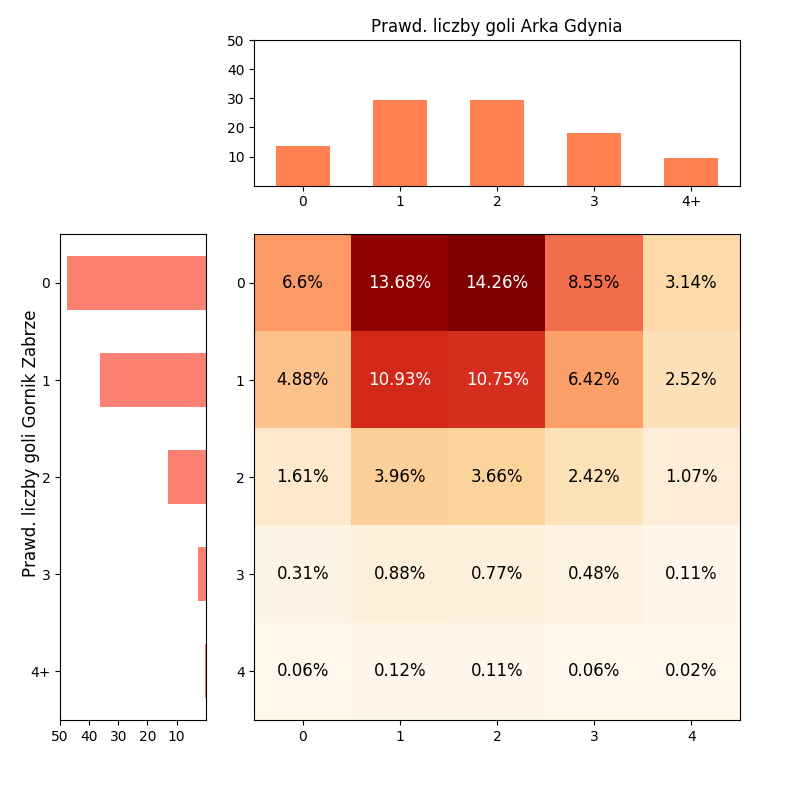 Prawd. liczby goli Arka Gdynia
50
40
30
20
10
0 1 2 3 4+
Prawd. liczby goli Gornik Zabrze
0
1
2
3
4+
50 40 30 20 10
0 6.6% 13.68% 14.26% 8.55% 3.14%
1 4.88% 10.93% 10.75% 6.42% 2.52%
2 1.61% 3.96% 3.66% 2.42% 1.07%
3 0.31% 0.88% 0.77% 0.48% 0.11%
4 0.06% 0.12% 0.11% 0.06% 0.02%
0 1 2 3 4